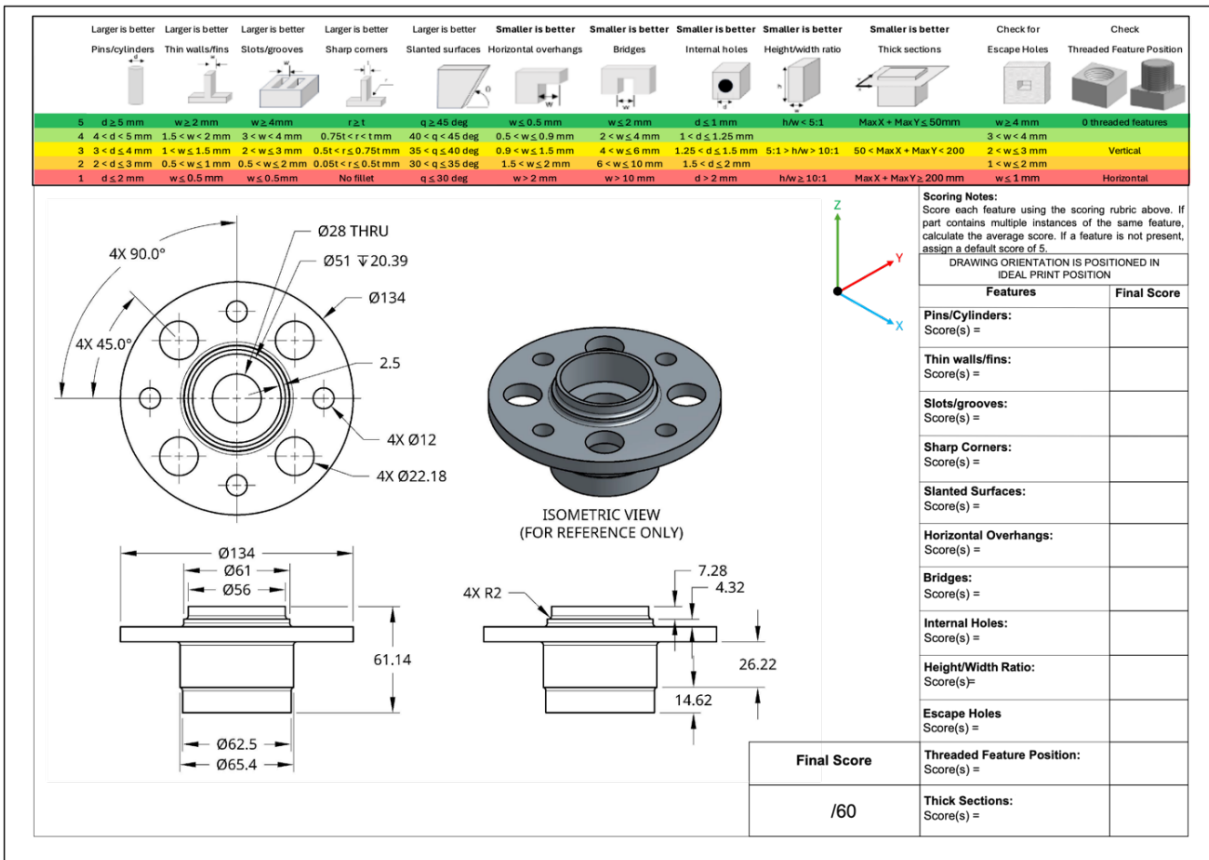 Larger is better Larger is better Larger is better Larger is better Larger is better Smaller is better Smaller is better Smaller is better Smaller is better Smaller is better Check for Check
Pins/cylinders Thin walls/fins Slots/grooves Sharp corners Slanted surfaces Horizontal overhangs Bridges Internal holes Height/width ratio Thick sections Escape Holes Threaded Feature Position
5 d ≥ 5 mm w ≥ 2 mm w ≥ 4mm r ≥ t q ≥ 45 deg w ≤ 0.5 mm w ≤ 2 mm d ≤ 1 mm h/w < 5:1 Max X + Max Y ≤ 50mm w ≥ 4 mm 0 threaded features
4 4 < d < 5 mm 1.5 < w < 2 mm 3 < w < 4 mm 0.75t < r < t mm 40 < q < 45 deg 0.5 < w ≤ 0.9 mm 2 < w ≤ 4 mm 1 < d ≤ 1.25 mm 3 < w < 4 mm
3 3 < d ≤ 4 mm 1 < w ≤ 1.5 mm 2 < w ≤ 3 mm 0.5t < r ≤ 0.75t mm 35 < q ≤ 40 deg 0.9 < w ≤ 1.5 mm 4 < w ≤ 6 mm 1.25 < d ≤ 1.5 mm 5:1 > h/w > 10:1 50 < Max X + Max Y < 200 2 < w ≤ 3 mm Vertical
2 2 < d ≤ 3 mm 0.5 < w ≤ 1 mm 0.5 < w ≤ 2 mm 0.05t < r ≤ 0.5t mm 30 < q ≤ 35 deg 1.5 < w ≤ 2 mm 6 < w ≤ 10 mm 1.5 < d ≤ 2 mm 1 < w ≤ 2 mm
1 d ≤ 2 mm w ≤ 0.5 mm w ≤ 0.5mm No fillet q ≤ 30 deg w > 2 mm w > 10 mm d > 2 mm h/w ≥ 10:1 Max X + Max Y ≥ 200 mm w ≤ 1 mm Horizontal
Scoring Notes:
Score each feature using the scoring rubric above. If
part contains multiple instances of the same feature,
calculate the average score. If a feature is not present,
assign a default score of 5.
DRAWING ORIENTATION IS POSITIONED IN
IDEAL PRINT POSITION
Features Final Score
Pins/Cylinders:
Score(s) =
Thin walls/fins:
Score(s) =
Slots/grooves:
Score(s) =
Sharp Corners:
Score(s) =
Slanted Surfaces:
Score(s) =
Horizontal Overhangs:
Score(s) =
Bridges:
Score(s) =
Internal Holes:
Score(s) =
Height/Width Ratio:
Score(s)=
Escape Holes
Score(s) =
Threaded Feature Position:
Score(s) =
Thick Sections:
Score(s) =
Final Score
/60
Z
Y
X
4X 90.0°
4X 45.0°
Ø28 THRU
Ø51 ↧20.39
Ø134
2.5
4X Ø12
4X Ø22.18
ISOMETRIC VIEW
(FOR REFERENCE ONLY)
Ø134
Ø61
Ø56
61.14
Ø62.5
Ø65.4
4X R2
7.28
4.32
26.22
14.62